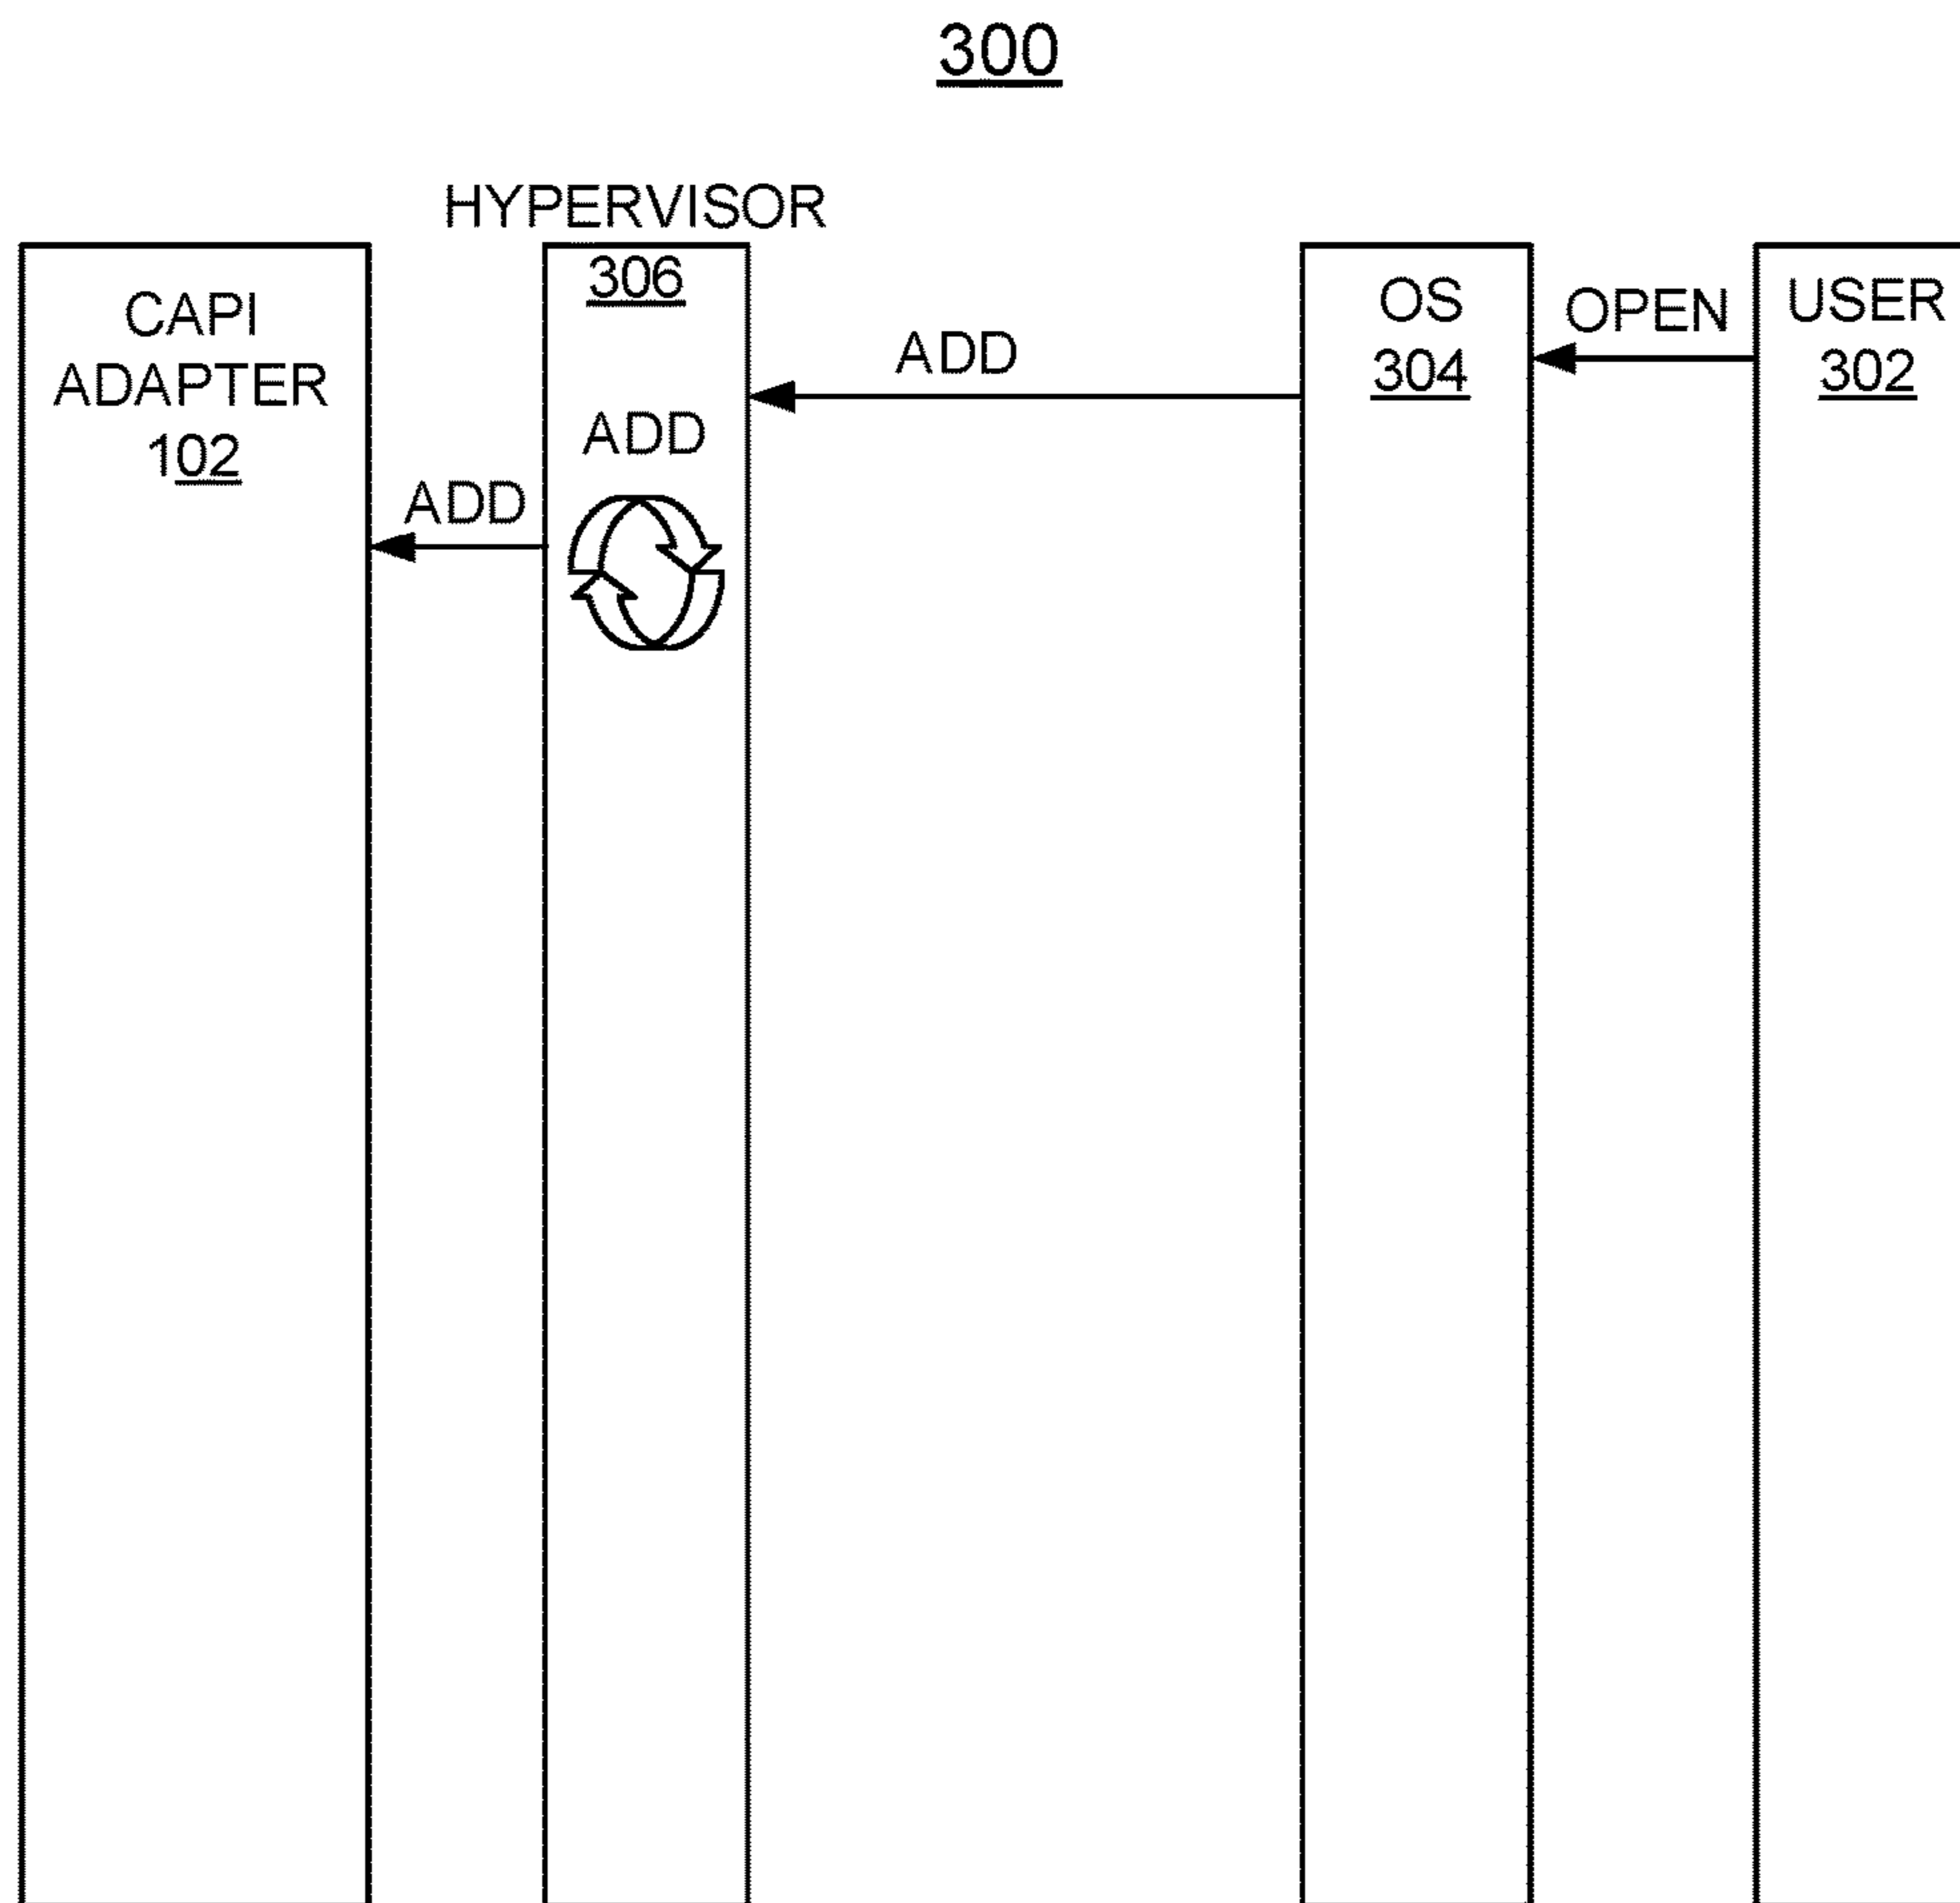 300
HYPERVISOR
306
CAPI
ADAPTER
102
ADD
ADD
ADD
OS
304
OPEN
USER
302